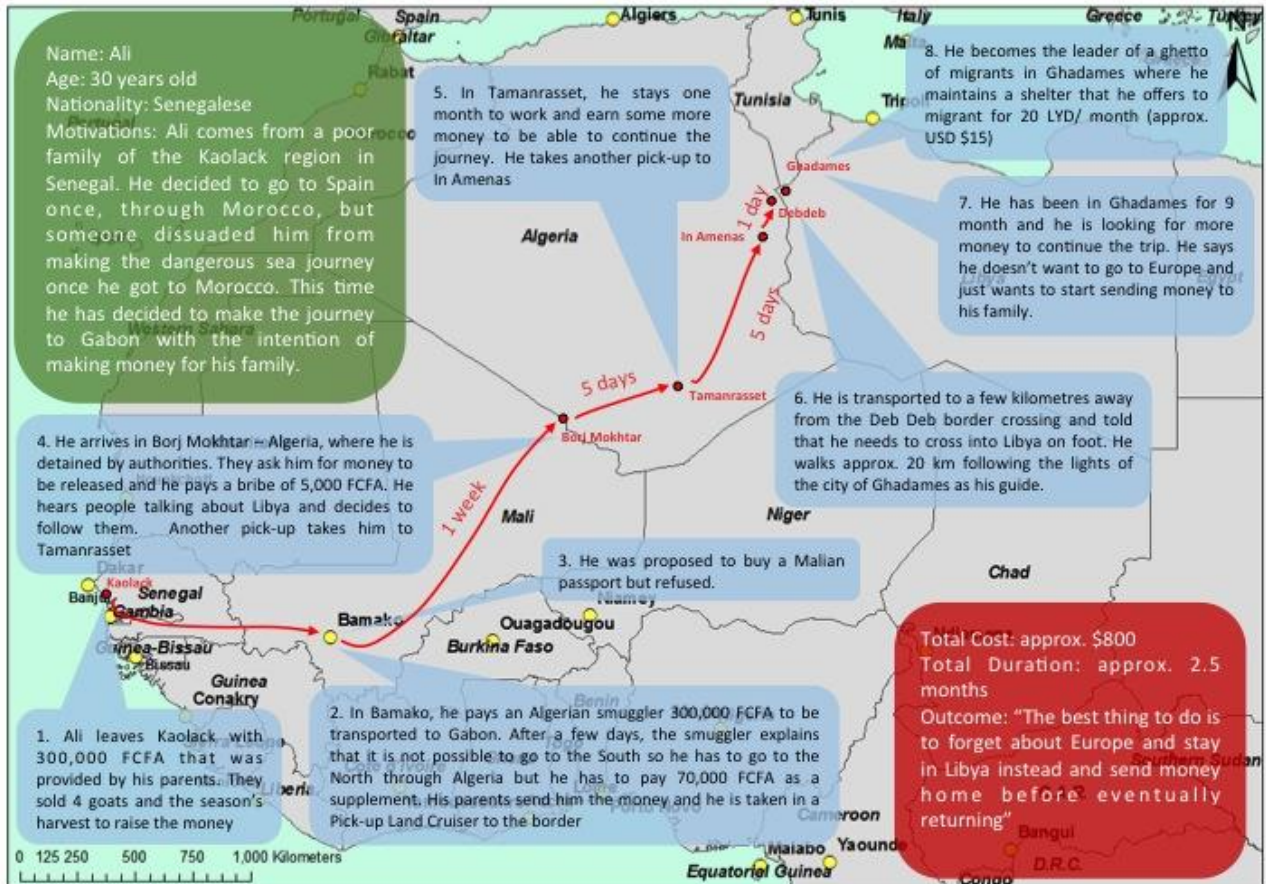 Name: Ali
Age: 30 years old
Nationality: Senegalese
Motivations: Ali comes from a poor
family of the Kaolack region in
Senegal. He decided to go to Spain
once, through Morocco, but
someone dissuaded him from
making the dangerous sea journey
once he got to Morocco. This time
he has decided to make the journey
to Gabon with the intention of
making money for his family.
Portugal
Spain
Gibraltar
Rabat
Algiers
Tunis
Italy
Greece
Turkey
N
Tunisia
Tripoli
5. In Tamanrasset, he stays one
month to work and earn some more
money to be able to continue the
journey. He takes another pick-up to
In Amenas
8. He becomes the leader of a ghetto
of migrants in Ghadames where he
maintains a shelter that he offers to
migrant for 20 LYD/ month (approx.
USD $15)
Ghadames
Debdeb
In Amenas
1 day
5 days
Algeria
7. He has been in Ghadames for 9
month and he is looking for more
money to continue the trip. He says
he doesn't want to go to Europe and
just wants to start sending money to
his family.
Libya
Egypt
Western Sahara
5 days
Tamanrasset
Borj Mokhtar
6. He is transported to a few kilometres away
from the Deb Deb border crossing and told
that he needs to cross into Libya on foot. He
walks approx. 20 km following the lights of
the city of Ghadames as his guide.
4. He arrives in Borj Mokhtar – Algeria, where he is
detained by authorities. They ask him for money to
be released and he pays a bribe of 5,000 FCFA. He
hears people talking about Libya and decides to
follow them. Another pick-up takes him to
Tamanrasset
1 week
Mali
Niger
Chad
3. He was proposed to buy a Malian
passport but refused.
Dakar
Kaolack
Banjul
Senegal
Gambia
Bamako
Niamey
Ouagadougou
Burkina Faso
Guinea-Bissau
Bissau
Guinea
Conakry
Benin
1. Ali leaves Kaolack with
300,000 FCFA that was
provided by his parents. They
sold 4 goats and the season's
harvest to raise the money
2. In Bamako, he pays an Algerian smuggler 300,000 FCFA to be
transported to Gabon. After a few days, the smuggler explains
that it is not possible to go to the South so he has to go to the
North through Algeria but he has to pay 70,000 FCFA as a
supplement. His parents send him the money and he is taken in a
Pick-up Land Cruiser to the border
Total Cost: approx. $800
Total Duration: approx. 2.5
months
Outcome: "The best thing to do is
to forget about Europe and stay
in Libya instead and send money
home before eventually
returning"
Southern Sudan
Liberia
Cameroon
Bangui
Malabo
Yaounde
Equatorial Guinea
D.R.C.
Congo
0 125 250 500 750 1,000 Kilometers